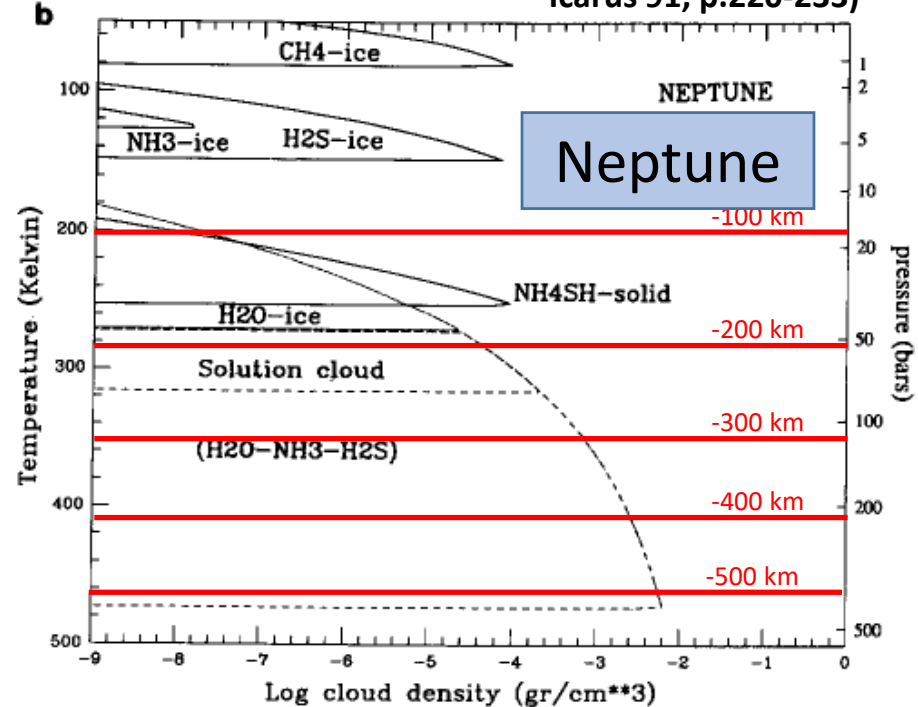 b
Icarus 91, p.220-233)
CH4-ice
NH3-ice
H2S-ice
NEPTUNE
Neptune
-100 km
NH4SH-solid
H2O-ice
-200 km
Solution cloud
-300 km
(H2O-NH3-H2S)
-400 km
-500 km
Temperature (Kelvin)
100
200
300
400
500
pressure (bars)
1
2
5
10
20
50
100
200
500
-9 -8 -7 -6 -5 -4 -3 -2 -1 0
Log cloud density (gr/cm**3)